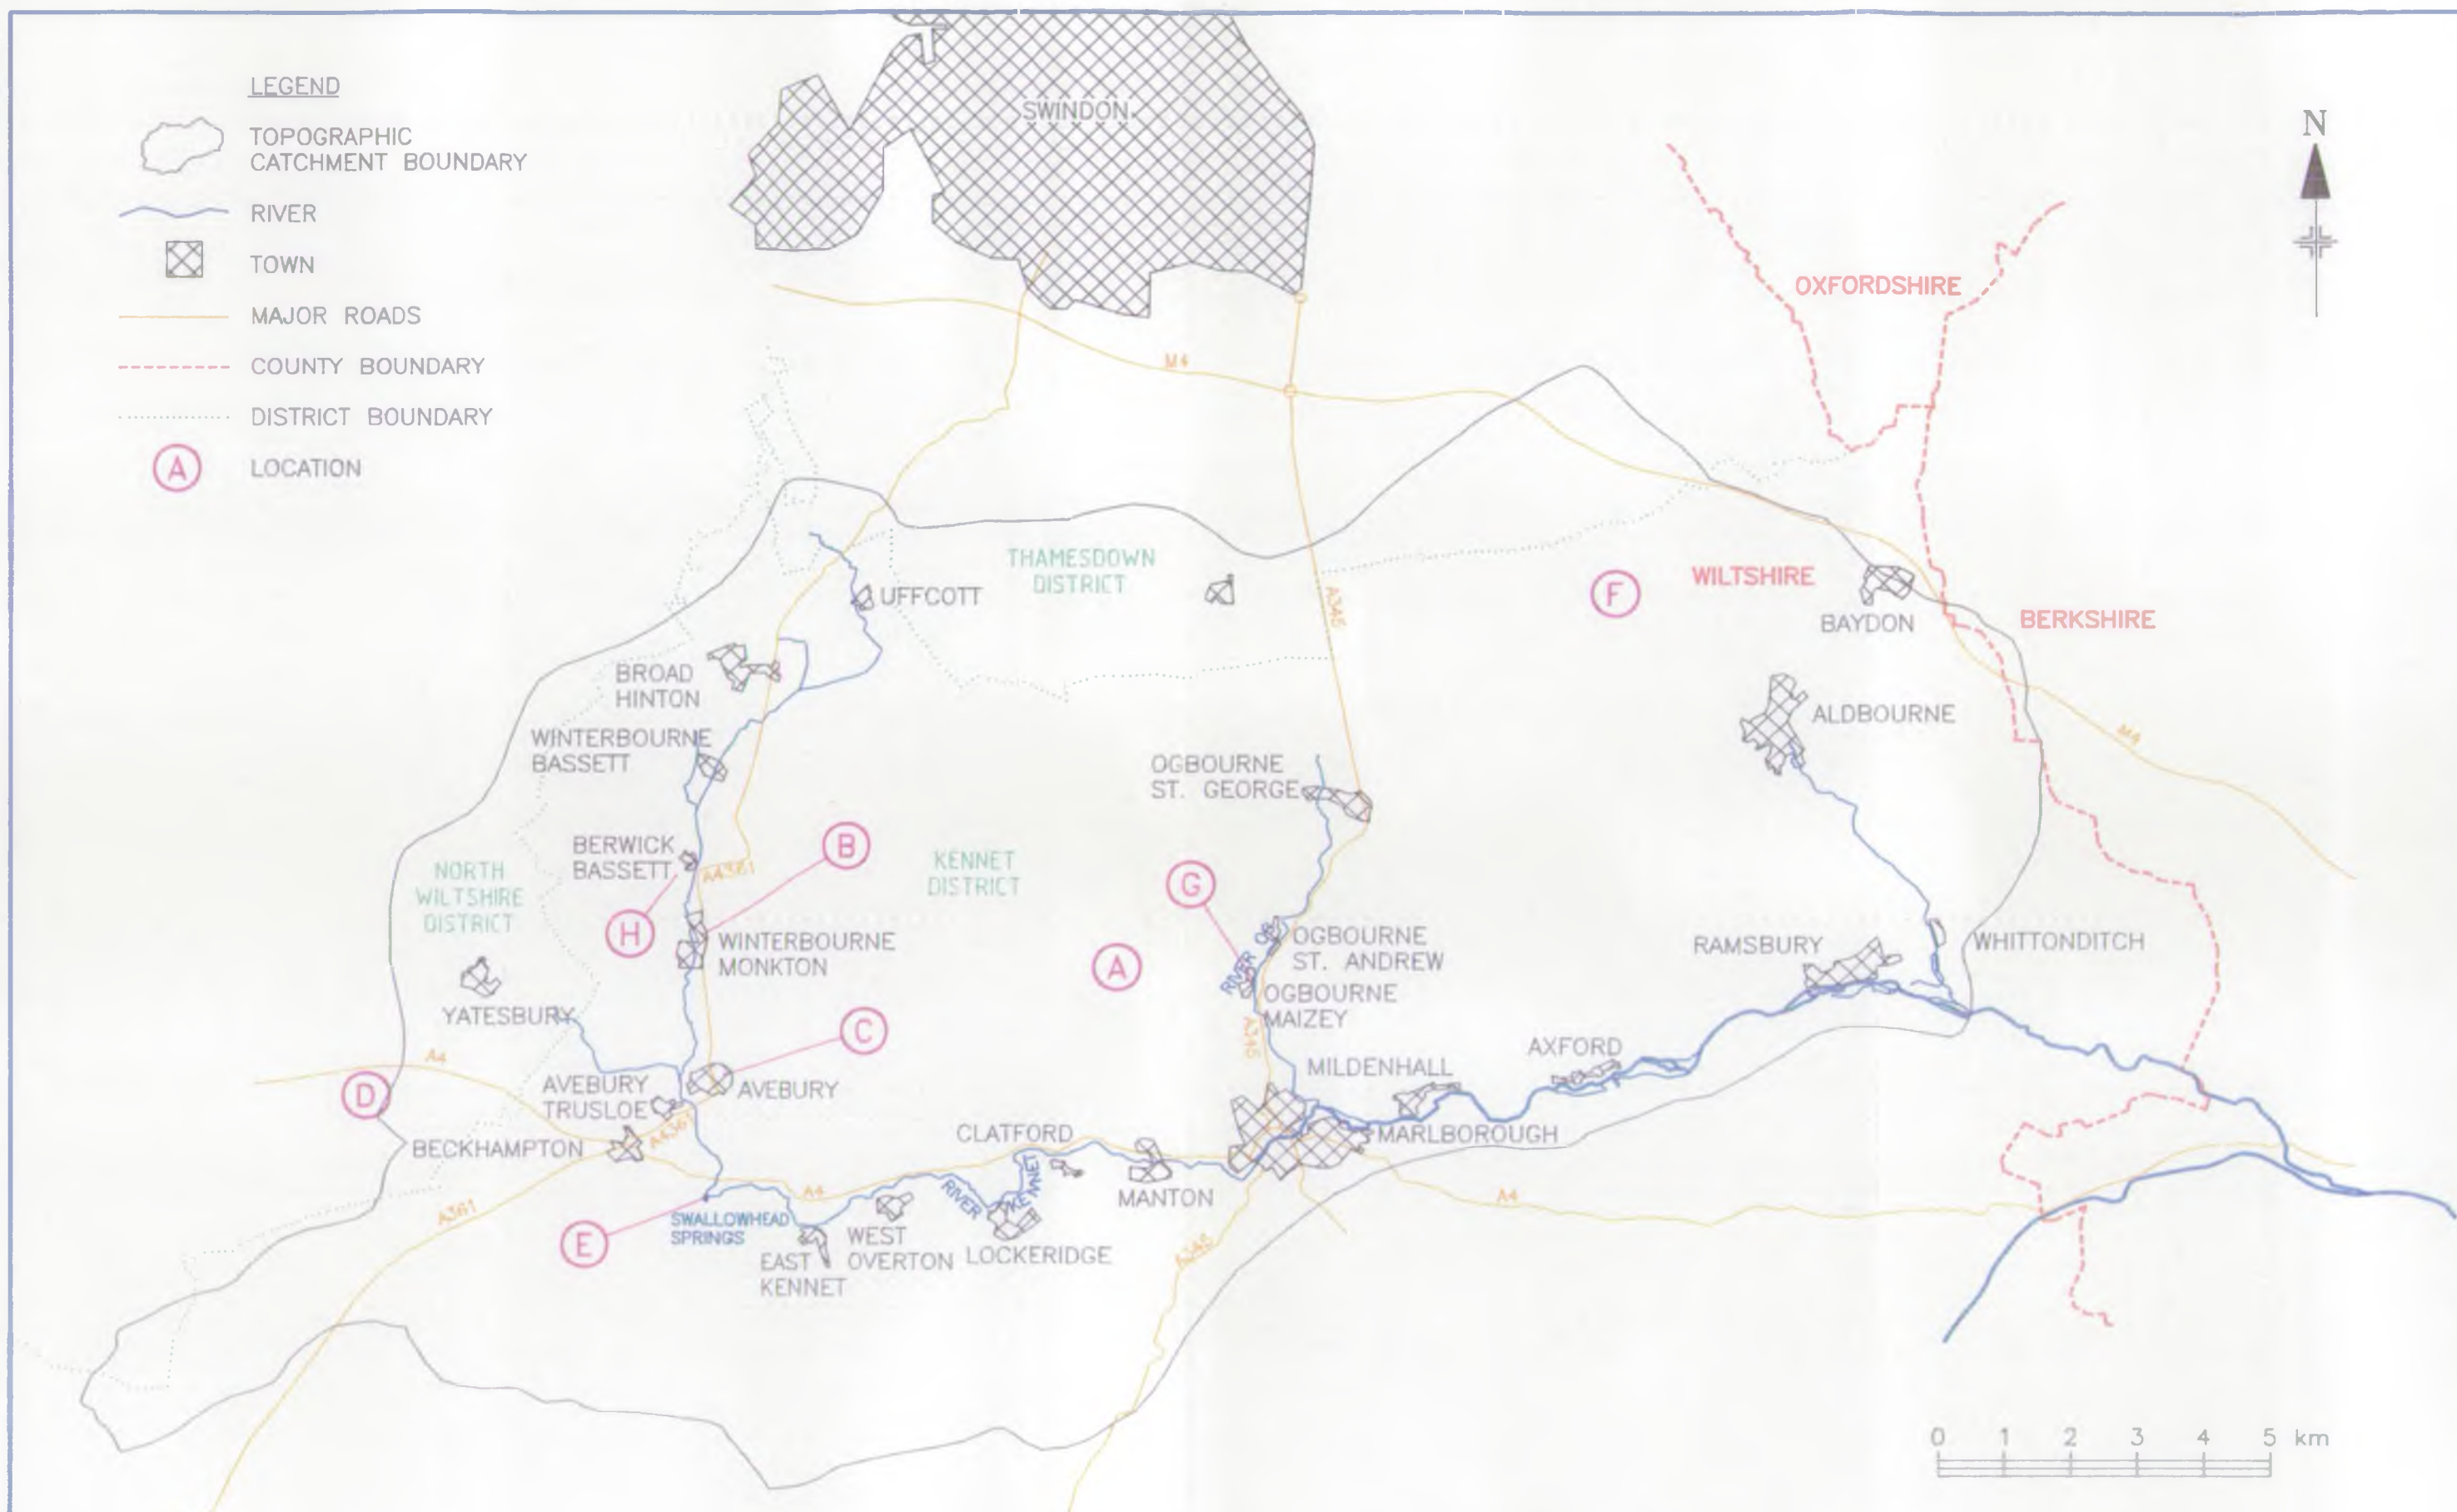 LEGEND
TOPOGRAPHIC
CATCHMENT BOUNDARY
RIVER
TOWN
MAJOR ROADS
COUNTY BOUNDARY
DISTRICT BOUNDARY
A
LOCATION
SWINDON
N
OXFORDSHIRE
M4
THAMESDOWN
DISTRICT
UFFCOTT
A345
F
WILTSHIRE
BAYDON
BERKSHIRE
BROAD
HINTON
ALDBOURNE
WINTERBOURNE
BASSETT
M4
OGBOURNE
ST. GEORGE
BERWICK
BASSETT
B
A4361
KENNET
DISTRICT
NORTH
WILTSHIRE
DISTRICT
G
H
WINTERBOURNE
MONKTON
A
RIVER OG
OGBOURNE
ST. ANDREW
RAMSBURY
WHITTONDITCH
OGBOURNE
MAIZEY
YATESBURY
C
A345
A4
D
AVEBURY
TRUSLOE
AVEBURY
MILDENHALL
AXFORD
A4361
BECKHAMPTON
CLATFORD
MARLBOROUGH
MANTON
A4
RIVER
KENNET
A4
A361
SWALLOWHEAD
SPRINGS
E
EAST
KENNET
WEST
OVERTON
LOCKERIDGE
A345
0 1 2 3 4 5 km